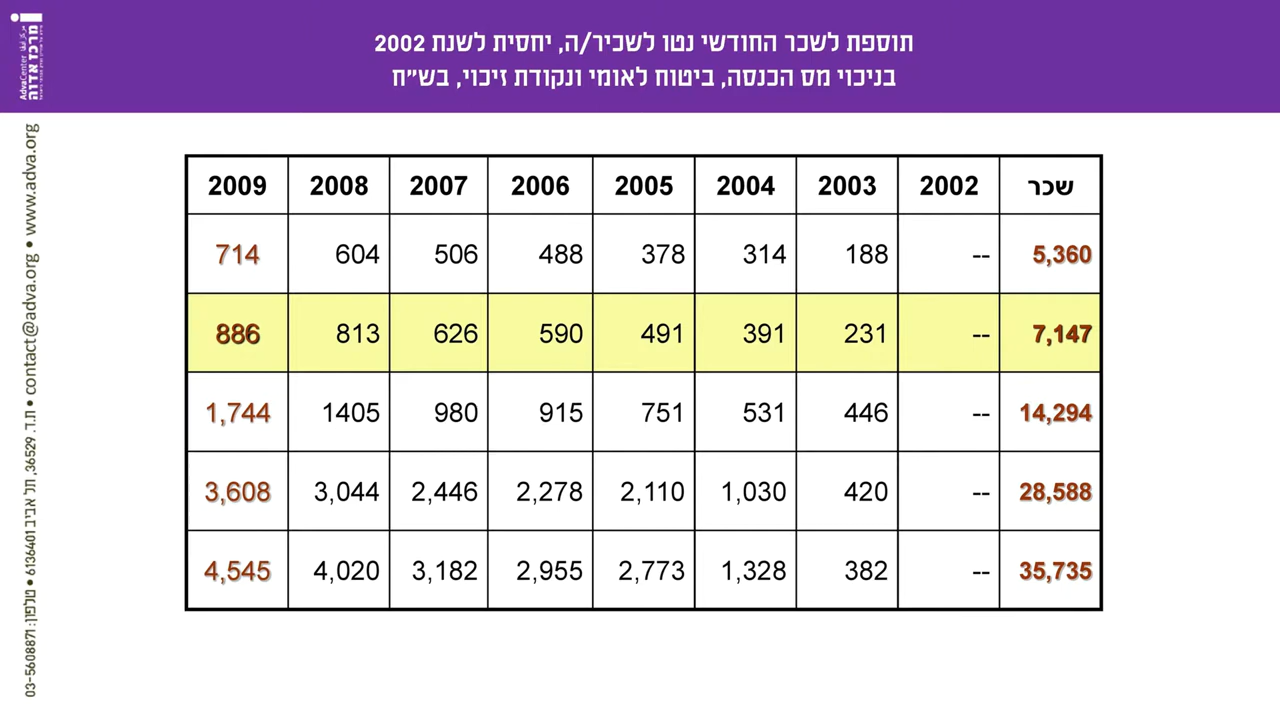 תוספת לשכר החודשי נטו לשכיר/ה, יחסית לשנת 2002
בניכוי מס הכנסה, ביטוח לאומי ונקודת זיכוי, בש"ח
שכר 2002 2003 2004 2005 2006 2007 2008 2009
5,360 -- 188 314 378 488 506 604 714
7,147 -- 231 391 491 590 626 813 886
14,294 -- 446 531 751 915 980 1405 1,744
28,588 -- 420 1,030 2,110 2,278 2,446 3,044 3,608
35,735 -- 382 1,328 2,773 2,955 3,182 4,020 4,545
מרכז אדוה
AdvaCenter
ת.ד. 36529, תל אביב 6136401 • טלפון: 03-5608871 • contact@adva.org • www.adva.org